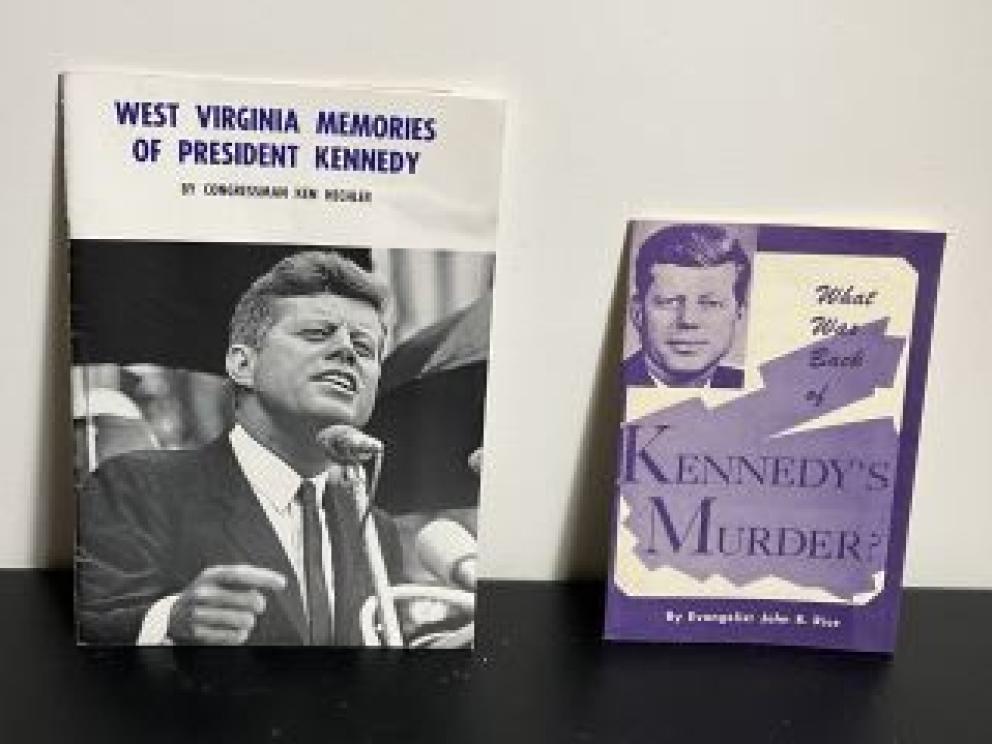 WEST VIRGINIA MEMORIES
OF PRESIDENT KENNEDY
BY CONGRESSMAN KEN HECHLER
What
Was
Back
of
KENNEDY'S
MURDER?
By Evangelist John R. Rice